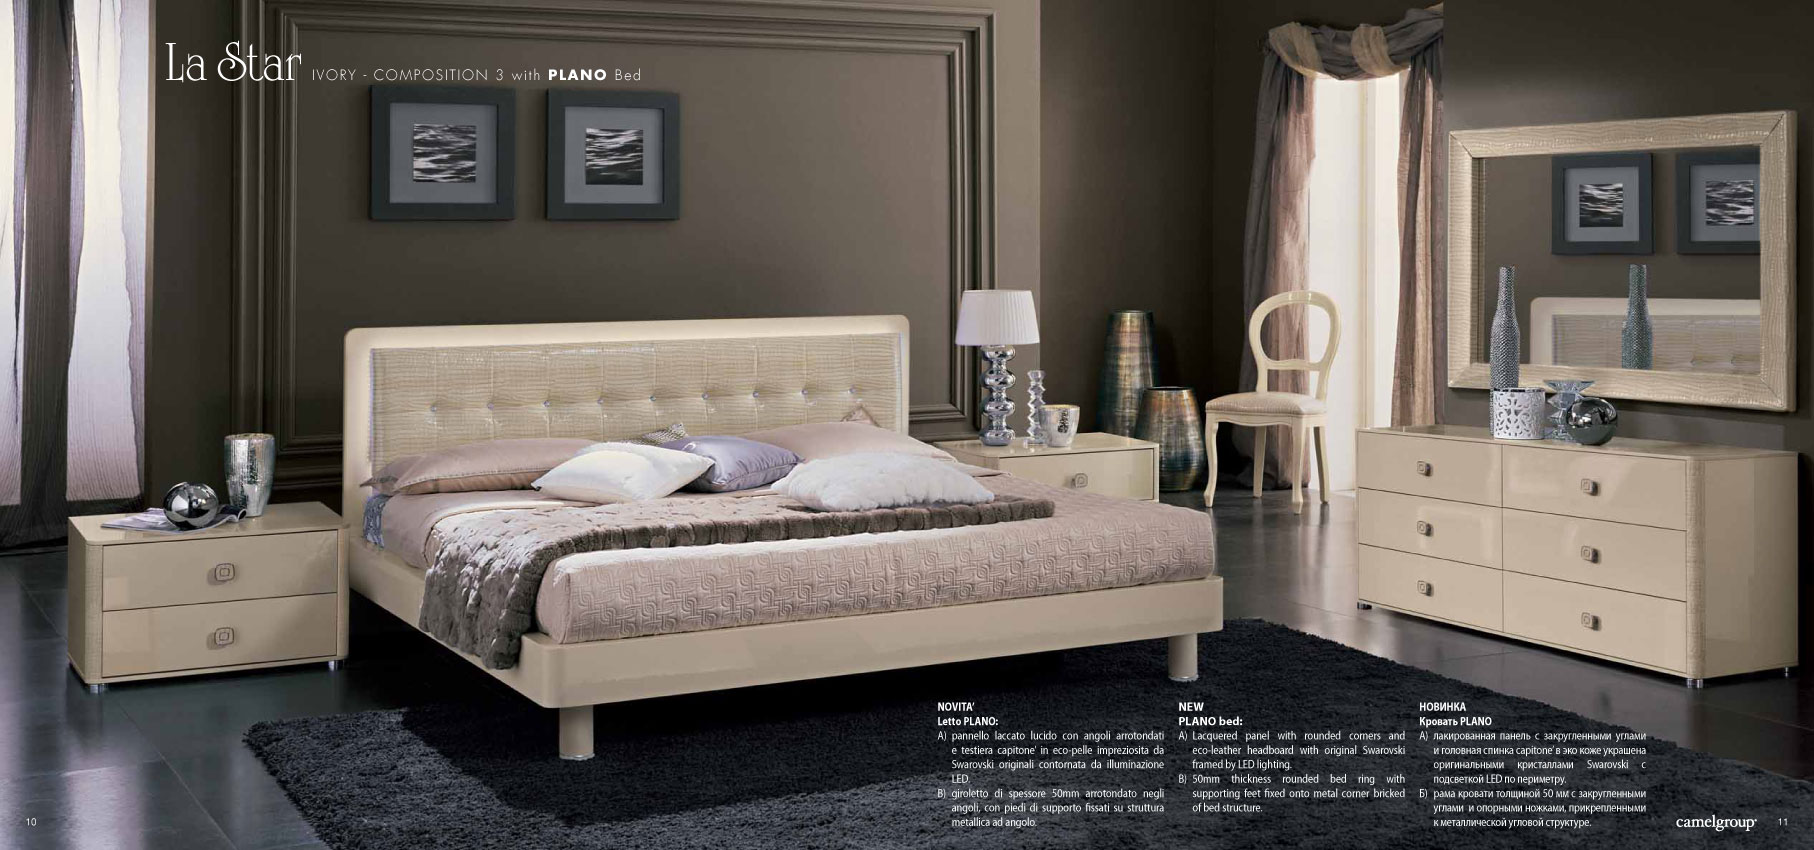 La Star IVORY - COMPOSITION 3 with PLANO Bed
NOVITA'
Letto PLANO:
A) pannello laccato lucido con angoli arrotondati
e testiera capitone' in eco-pelle impreziosita da
Swarovski originali contornata da illuminazione
LED.
B) giroletto di spessore 50mm arrotondato negli
angoli, con piedi di supporto fissati su struttura
metallica ad angolo.
NEW
PLANO bed:
A) Lacquered panel with rounded corners and
eco-leather headboard with original Swarovski
framed by LED lighting.
B) 50mm thickness rounded bed ring with
supporting feet fixed onto metal corner bricked
of bed structure.
НОВИНКА
Кровать PLANO
А) лакированная панель с закругленными углами
и головная спинка capitone' в эко коже украшена
оригинальными кристаллами Swarovski с
подсветкой LED по периметру.
Б) рама кровати толщиной 50 мм с закругленными
углами и опорными ножками, прикрепленными
к металлической угловой структуре.
10
camelgroup
11